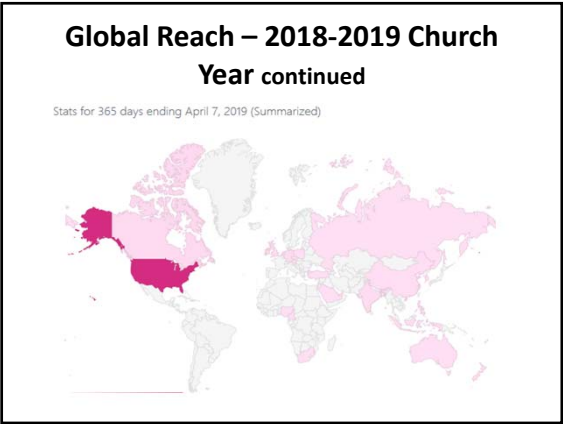 Global Reach – 2018-2019 Church
Year continued
Stats for 365 days ending April 7, 2019 (Summarized)